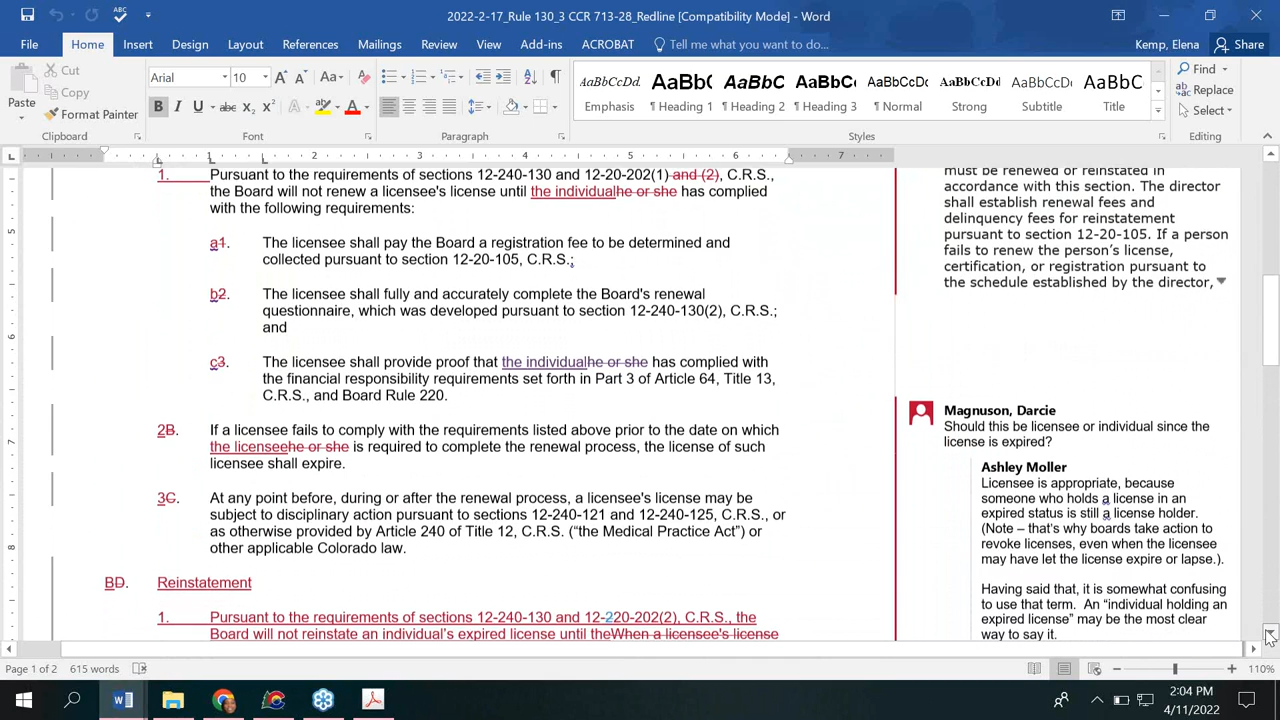 2022-2-17_Rule 130_3 CCR 713-28_Redline [Compatibility Mode] - Word
File Home Insert Design Layout References Mailings Review View Add-ins ACROBAT Tell me what you want to do... Kemp, Elena Share
Paste
Cut
Copy
Format Painter
Arial 10
AaBbCcDd. AaBb( AaBbC AaBbCc AaBbCcDd. AaBbCcD. AaBbCcDd. AaBbC
Emphasis ¶ Heading 1 ¶ Heading 2 ¶ Heading 3 ¶ Normal Strong Subtitle Title
Find
Replace
Select
Clipboard Font Paragraph Styles Editing
1 2 3 4 5 6 7
1. Pursuant to the requirements of sections 12-240-130 and 12-20-202(1) and (2), C.R.S.,
the Board will not renew a licensee's license until the individualhe or she has complied
with the following requirements:
a1. The licensee shall pay the Board a registration fee to be determined and
collected pursuant to section 12-20-105, C.R.S.;
b2. The licensee shall fully and accurately complete the Board's renewal
questionnaire, which was developed pursuant to section 12-240-130(2), C.R.S.;
and
c3. The licensee shall provide proof that the individualhe or she has complied with
the financial responsibility requirements set forth in Part 3 of Article 64, Title 13,
C.R.S., and Board Rule 220.
2B. If a licensee fails to comply with the requirements listed above prior to the date on which
the licenseehe or she is required to complete the renewal process, the license of such
licensee shall expire.
3C. At any point before, during or after the renewal process, a licensee's license may be
subject to disciplinary action pursuant to sections 12-240-121 and 12-240-125, C.R.S., or
as otherwise provided by Article 240 of Title 12, C.R.S. (“the Medical Practice Act”) or
other applicable Colorado law.
BD. Reinstatement
1. Pursuant to the requirements of sections 12-240-130 and 12-220-202(2), C.R.S., the
Board will not reinstate an individual's expired license until theWhen a licensee's license
must be renewed or reinstated in
accordance with this section. The director
shall establish renewal fees and
delinquency fees for reinstatement
pursuant to section 12-20-105. If a person
fails to renew the person's license,
certification, or registration pursuant to
the schedule established by the director,
Magnuson, Darcie
Should this be licensee or individual since the
license is expired?
Ashley Moller
Licensee is appropriate, because
someone who holds a license in an
expired status is still a license holder.
(Note – that's why boards take action to
revoke licenses, even when the licensee
may have let the license expire or lapse.).
Having said that, it is somewhat confusing
to use that term. An “individual holding an
expired license” may be the most clear
way to say it.
5
6
7
8
Page 1 of 2 615 words 110%
2:04 PM
4/11/2022